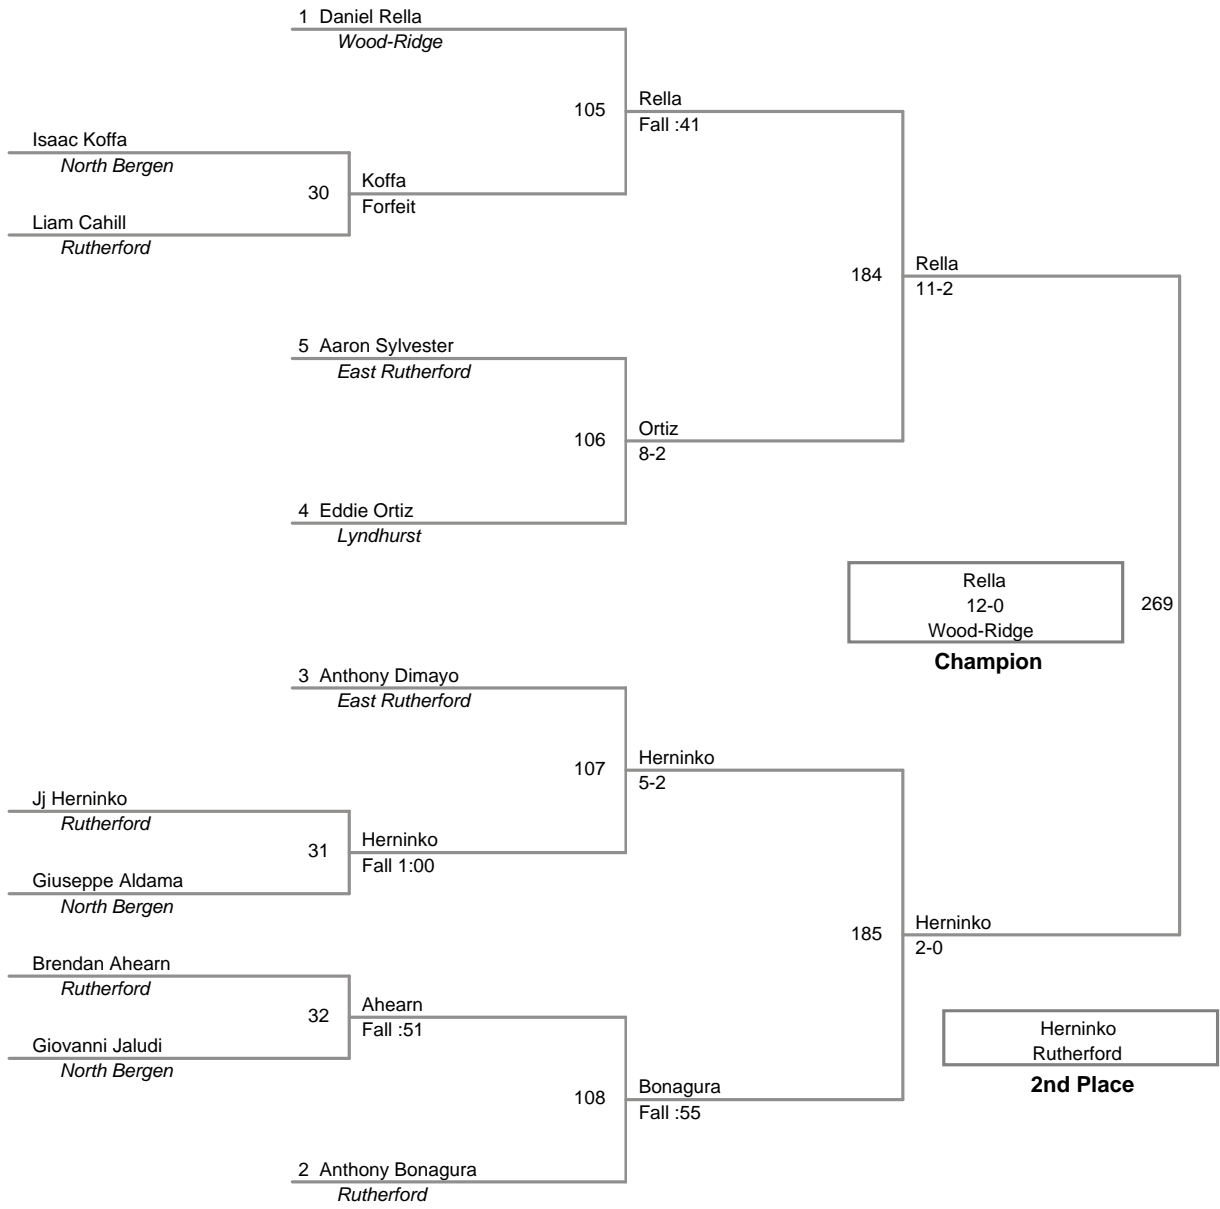 1 Daniel Rella
Wood-Ridge
105
Rella
Fall :41
Isaac Koffa
North Bergen
30
Koffa
Forfeit
Liam Cahill
Rutherford
184
Rella
11-2
5 Aaron Sylvester
East Rutherford
106
Ortiz
8-2
4 Eddie Ortiz
Lyndhurst
Rella
12-0
Wood-Ridge
Champion
269
3 Anthony Dimayo
East Rutherford
107
Herninko
5-2
Jj Herninko
Rutherford
31
Herninko
Fall 1:00
Giuseppe Aldama
North Bergen
185
Herninko
2-0
Brendan Ahearn
Rutherford
32
Ahearn
Fall :51
Giovanni Jaludi
North Bergen
Herninko
Rutherford
2nd Place
108
Bonagura
Fall :55
2 Anthony Bonagura
Rutherford